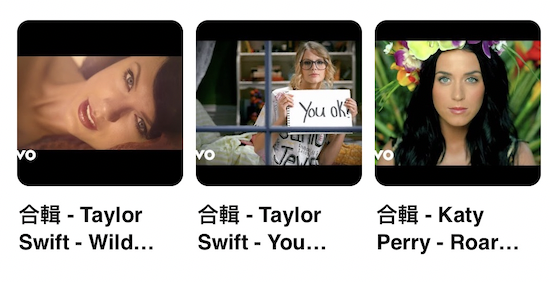 You ok?
vo
vo
vo
合輯 - Taylor
Swift - Wild...
合輯 - Taylor
Swift - You...
合輯 - Katy
Perry - Roar...